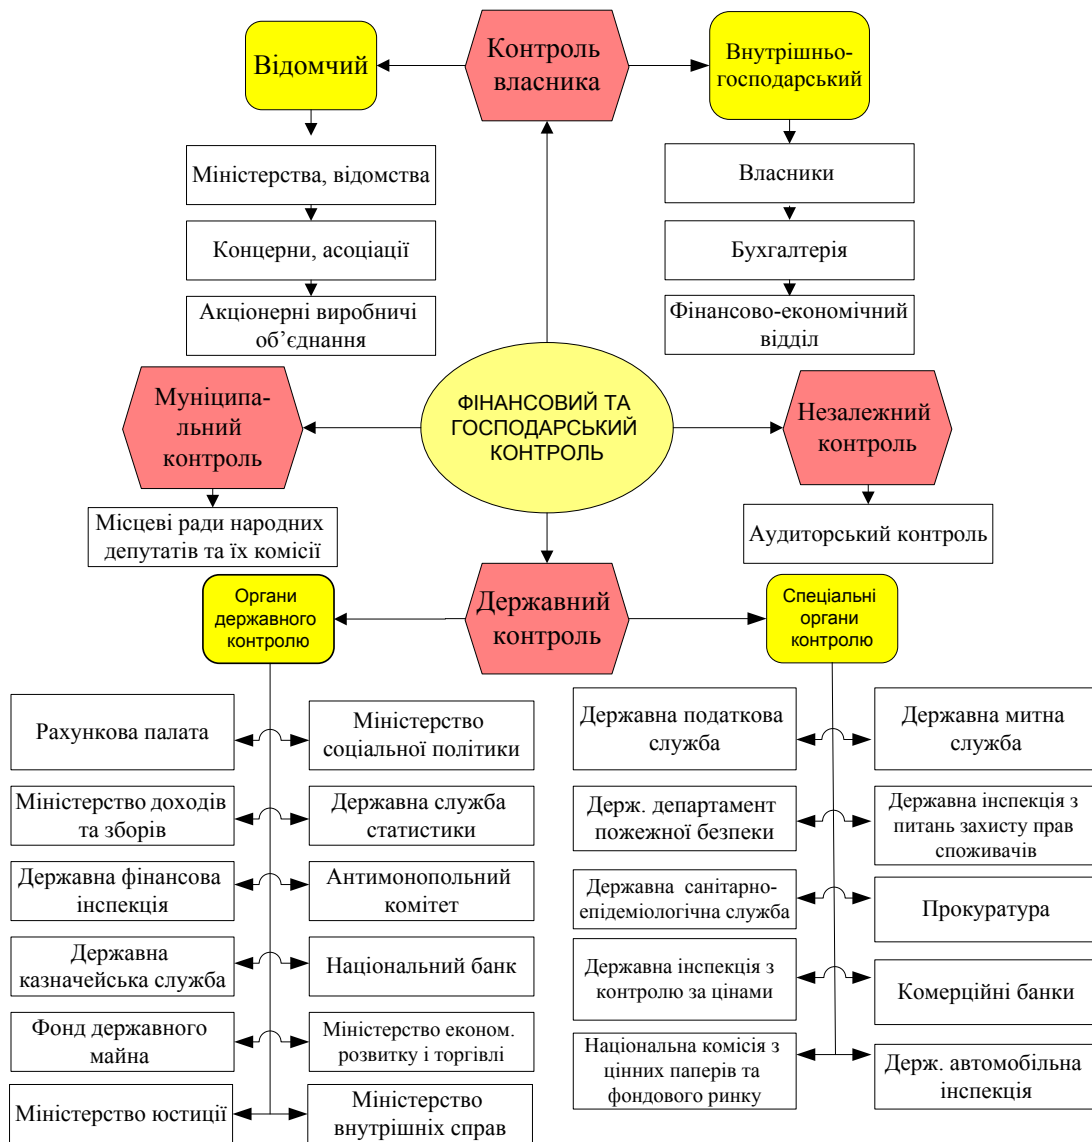 Відомчий
Контроль
власника
Внутрішньо-
господарський
Міністерства, відомства
Концерни, асоціації
Акціонерні виробничі
об’єднання
Власники
Бухгалтерія
Фінансово-економічний
відділ
Муніципа-
льний
контроль
ФІНАНСОВИЙ ТА
ГОСПОДАРСЬКИЙ
КОНТРОЛЬ
Незалежний
контроль
Місцеві ради народних
депутатів та їх комісії
Аудиторський контроль
Органи
державного
контролю
Державний
контроль
Спеціальні
органи
контролю
Рахункова палата
Міністерство
соціальної політики
Міністерство доходів
та зборів
Державна служба
статистики
Державна фінансова
інспекція
Антимонопольний
комітет
Державна
казначейська служба
Національний банк
Фонд державного
майна
Міністерство економ.
розвитку і торгівлі
Міністерство юстиції
Міністерство
внутрішніх справ
Державна податкова
служба
Державна митна
служба
Держ. департамент
пожежної безпеки
Державна інспекція з
питань захисту прав
споживачів
Державна санітарно-
епідеміологічна служба
Прокуратура
Державна інспекція з
контролю за цінами
Комерційні банки
Національна комісія з
цінних паперів та
фондового ринку
Держ. автомобільна
інспекція